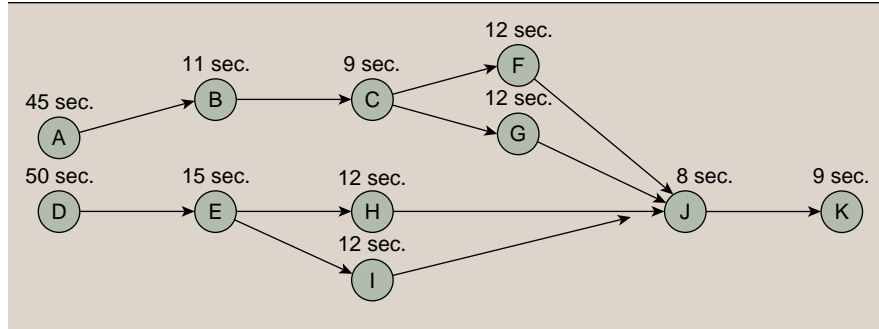 12 sec.
F
11 sec.
B
9 sec.
C
12 sec.
G
45 sec.
A
50 sec.
D
15 sec.
E
12 sec.
H
8 sec.
J
9 sec.
K
12 sec.
I